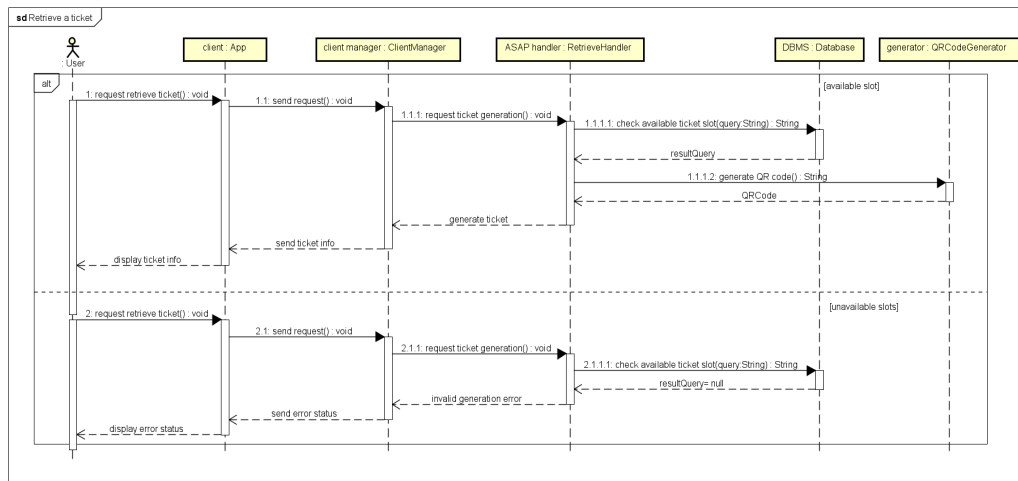 sd Retrieve a ticket
client : App
client manager : ClientManager
ASAP handler : RetrieveHandler
DBMS : Database
generator : QRCodeGenerator
: User
alt
[available slot]
1: request retrieve ticket() : void
1.1: send request() : void
1.1.1: request ticket generation() : void
1.1.1.1: check available ticket slot(query:String) : String
resultQuery
1.1.1.2: generate QR code() : String
QRCode
generate ticket
send ticket info
display ticket info
[unavailable slots]
2: request retrieve ticket() : void
2.1: send request() : void
2.1.1: request ticket generation() : void
2.1.1.1: check available ticket slot(query:String) : String
resultQuery= null
invalid generation error
send error status
display error status